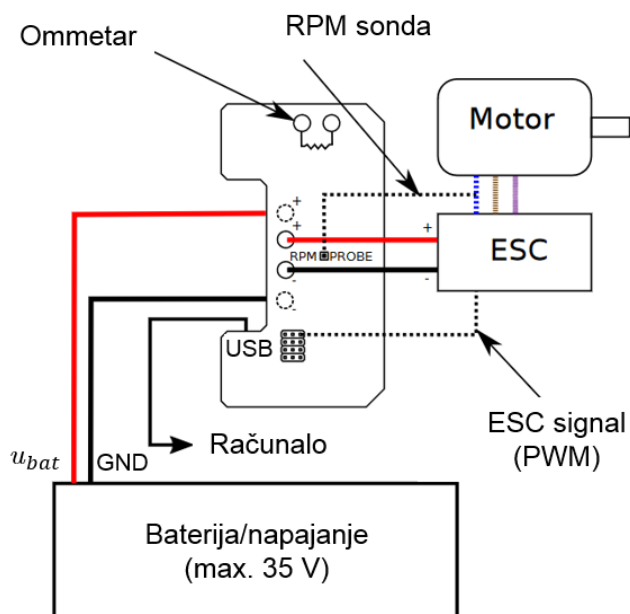 Ommetar
RPM sonda
Motor
+
+
+
RPM PROBE
ESC
-
-
-
USB
ESC signal
(PWM)
Računalo
u_bat
GND
Baterija/napajanje
(max. 35 V)